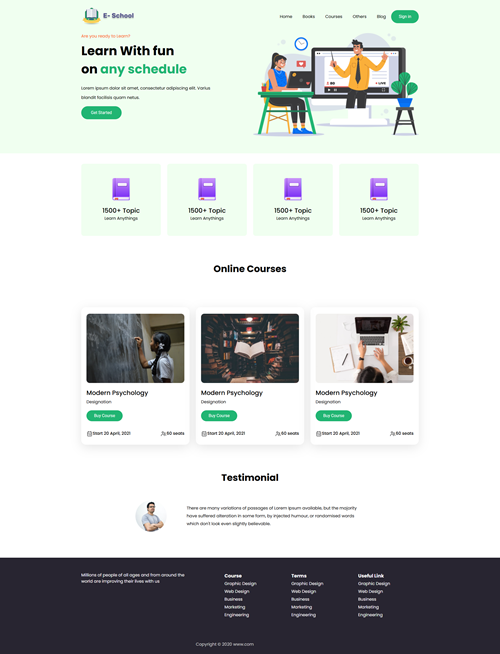 E- School
Home Books Courses Others Blog Sign in
Are you ready to Learn?
Learn With fun
on any schedule
Lorem ipsum dolor sit amet, consectetur adipiscing elit. Varius
blandit facilisis quam netus.
Get Started
1500+ Topic
Learn Anythings
1500+ Topic
Learn Anythings
1500+ Topic
Learn Anythings
1500+ Topic
Learn Anythings
Online Courses
Modern Psychology
Designation
Buy Course
Start 20 April, 2021 60 seats
Modern Psychology
Designation
Buy Course
Start 20 April, 2021 60 seats
Modern Psychology
Designation
Buy Course
Start 20 April, 2021 60 seats
Testimonial
There are many variations of passages of Lorem Ipsum available, but the majority
have suffered alteration in some form, by injected humour, or randomised words
which don't look even slightly believable.
Millions of people of all ages and from around the
world are improving their lives with us
Course
Graphic Design
Web Design
Business
Marketing
Engineering
Terms
Graphic Design
Web Design
Business
Marketing
Engineering
Useful Link
Graphic Design
Web Design
Business
Marketing
Engineering
Copyright © 2020 www.com